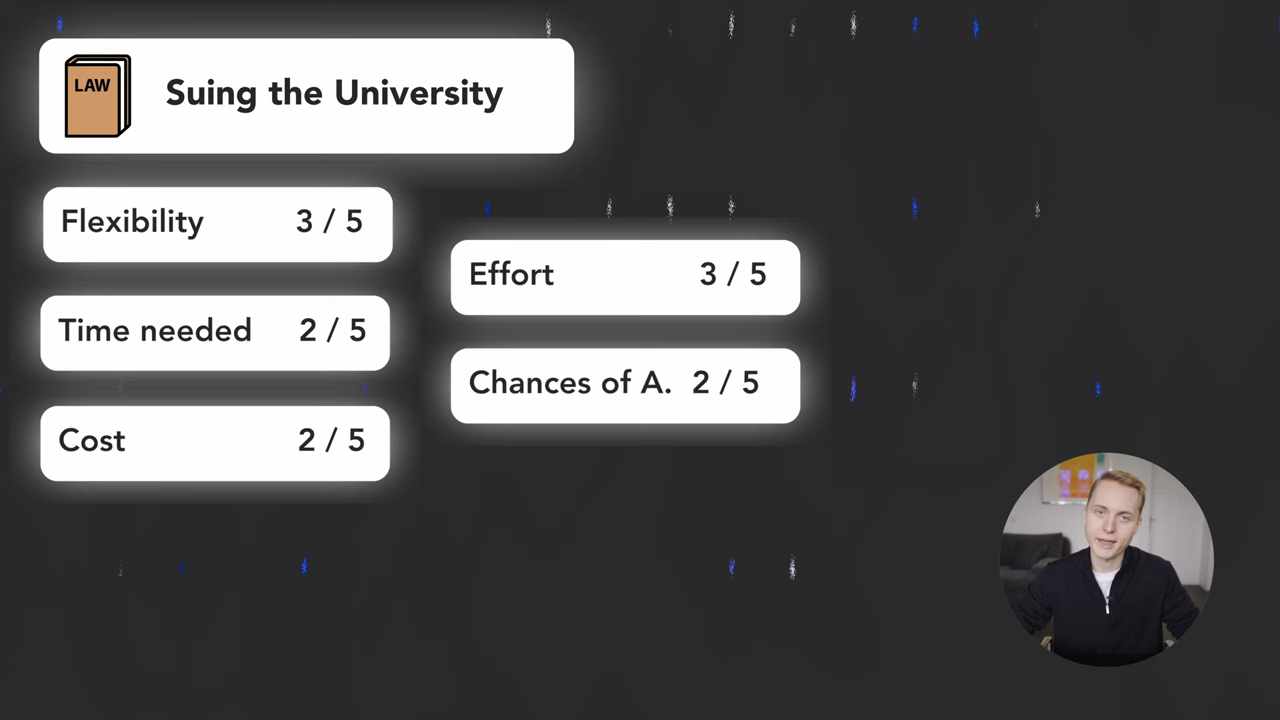 LAW
Suing the University
Flexibility 3 / 5
Time needed 2 / 5
Cost 2 / 5
Effort 3 / 5
Chances of A. 2 / 5